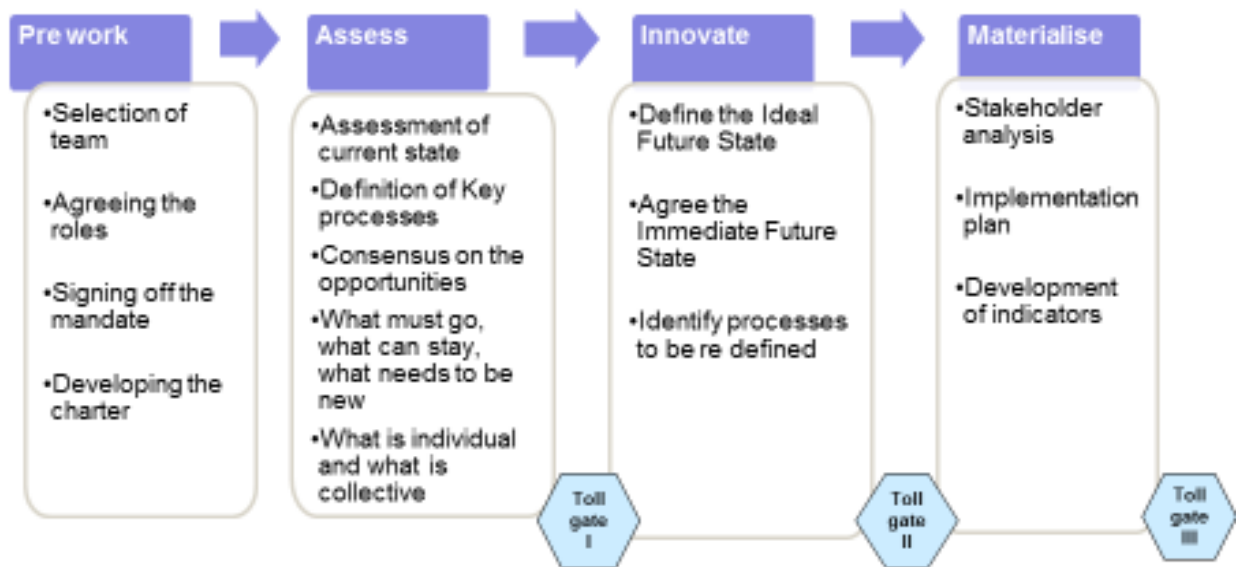 Pre work
Assess
Innovate
Materialise
•Selection of
team
•Agreeing the
roles
•Signing off the
mandate
•Developing the
charter
•Assessment of
current state
•Definition of Key
processes
•Consensus on the
opportunities
•What must go,
what can stay,
what needs to be
new
•What is individual
and what is
collective
•Define the Ideal
Future State
•Agree the
Immediate Future
State
•Identify processes
to be re defined
•Stakeholder
analysis
•Implementation
plan
•Development
of indicators
Toll
gate
I
Toll
gate
II
Toll
gate
III